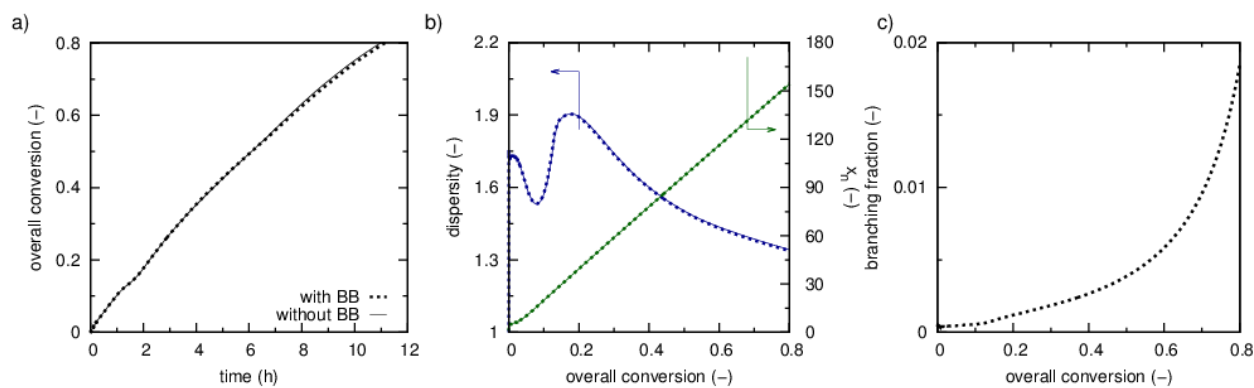 a)
0.8
0.6
0.4
0.2
0
overall conversion (−)
with BB
without BB
0 2 4 6 8 10 12
time (h)
b)
2.2
1.9
1.6
1.3
1
dispersity (−)
180
150
120
90
60
30
0
xn (−)
0 0.2 0.4 0.6 0.8
overall conversion (−)
c)
0.02
0.01
0
branching fraction (−)
0 0.2 0.4 0.6 0.8
overall conversion (−)